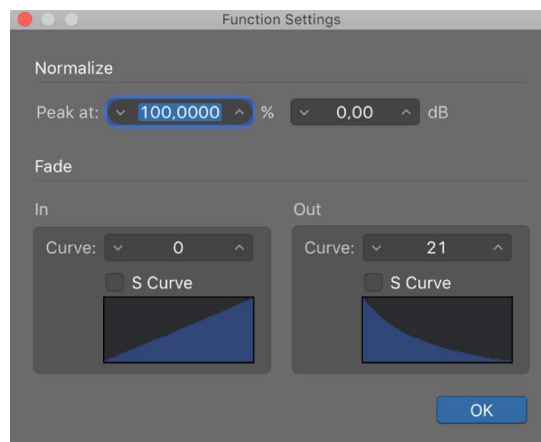 Function Settings
Normalize
Peak at: 100,0000 % 0,00 dB
Fade
In Out
Curve: 0 Curve: 21
S Curve S Curve
OK